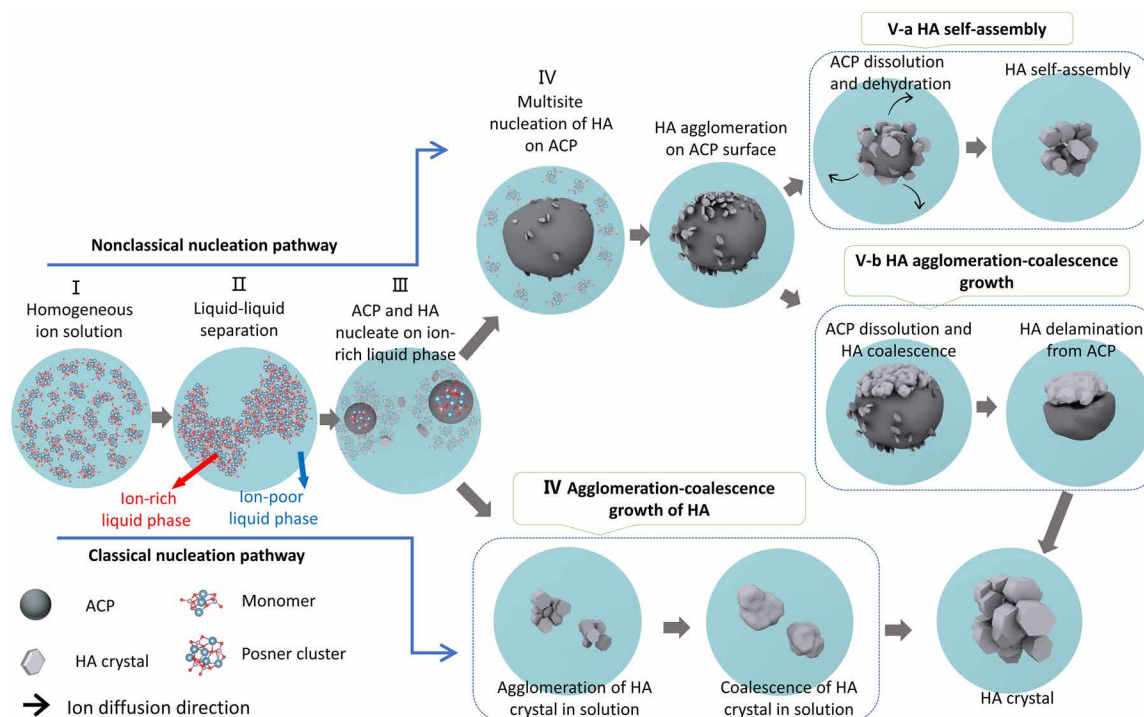 V-a HA self-assembly
ACP dissolution
and dehydration
HA self-assembly
Ⅳ
Multisite
nucleation of HA
on ACP
HA agglomeration
on ACP surface
Nonclassical nucleation pathway
V-b HA agglomeration-coalescence
growth
Ⅰ
Homogeneous
ion solution
Ⅱ
Liquid-liquid
separation
Ⅲ
ACP and HA
nucleate on ion-
rich liquid phase
ACP dissolution and
HA coalescence
HA delamination
from ACP
Ion-rich
liquid phase
Ion-poor
liquid phase
Ⅳ Agglomeration-coalescence
growth of HA
Classical nucleation pathway
ACP
Monomer
HA crystal
Posner cluster
Ion diffusion direction
Agglomeration of HA
crystal in solution
Coalescence of HA
crystal in solution
HA crystal